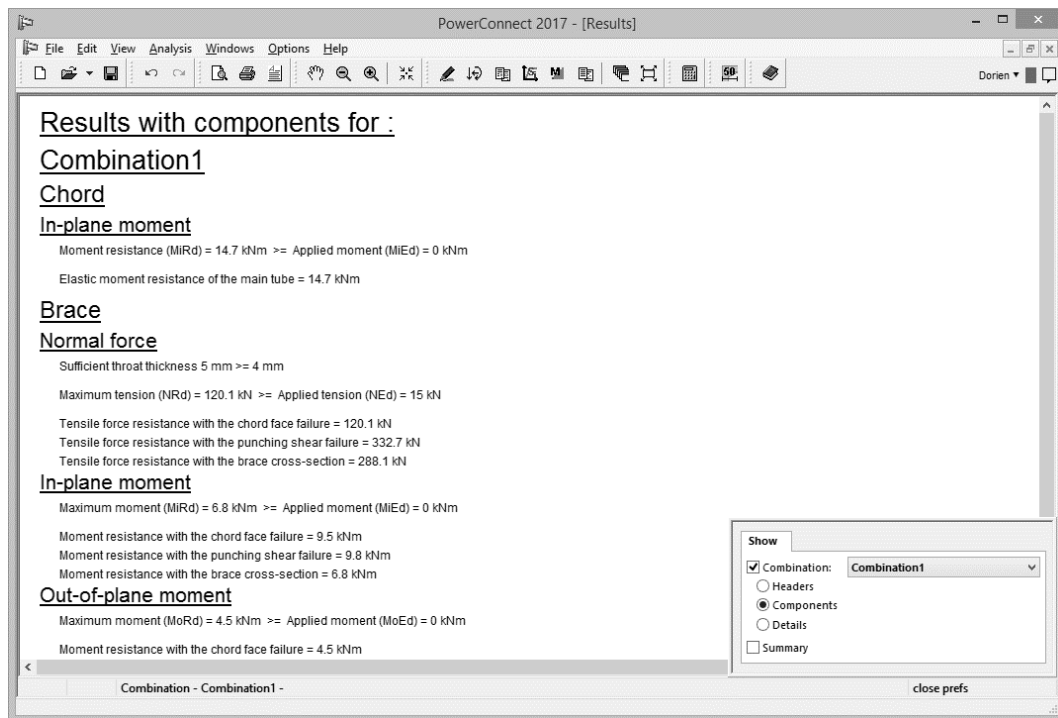 PowerConnect 2017 - [Results]
File Edit View Analysis Windows Options Help
Dorien
Results with components for :
Combination1
Chord
In-plane moment
Moment resistance (MiRd) = 14.7 kNm >= Applied moment (MiEd) = 0 kNm
Elastic moment resistance of the main tube = 14.7 kNm
Brace
Normal force
Sufficient throat thickness 5 mm >= 4 mm
Maximum tension (NRd) = 120.1 kN >= Applied tension (NEd) = 15 kN
Tensile force resistance with the chord face failure = 120.1 kN
Tensile force resistance with the punching shear failure = 332.7 kN
Tensile force resistance with the brace cross-section = 288.1 kN
In-plane moment
Maximum moment (MiRd) = 6.8 kNm >= Applied moment (MiEd) = 0 kNm
Moment resistance with the chord face failure = 9.5 kNm
Moment resistance with the punching shear failure = 9.8 kNm
Moment resistance with the brace cross-section = 6.8 kNm
Out-of-plane moment
Maximum moment (MoRd) = 4.5 kNm >= Applied moment (MoEd) = 0 kNm
Moment resistance with the chord face failure = 4.5 kNm
Show
Combination: Combination1
Headers
Components
Details
Summary
Combination - Combination1 -
close prefs